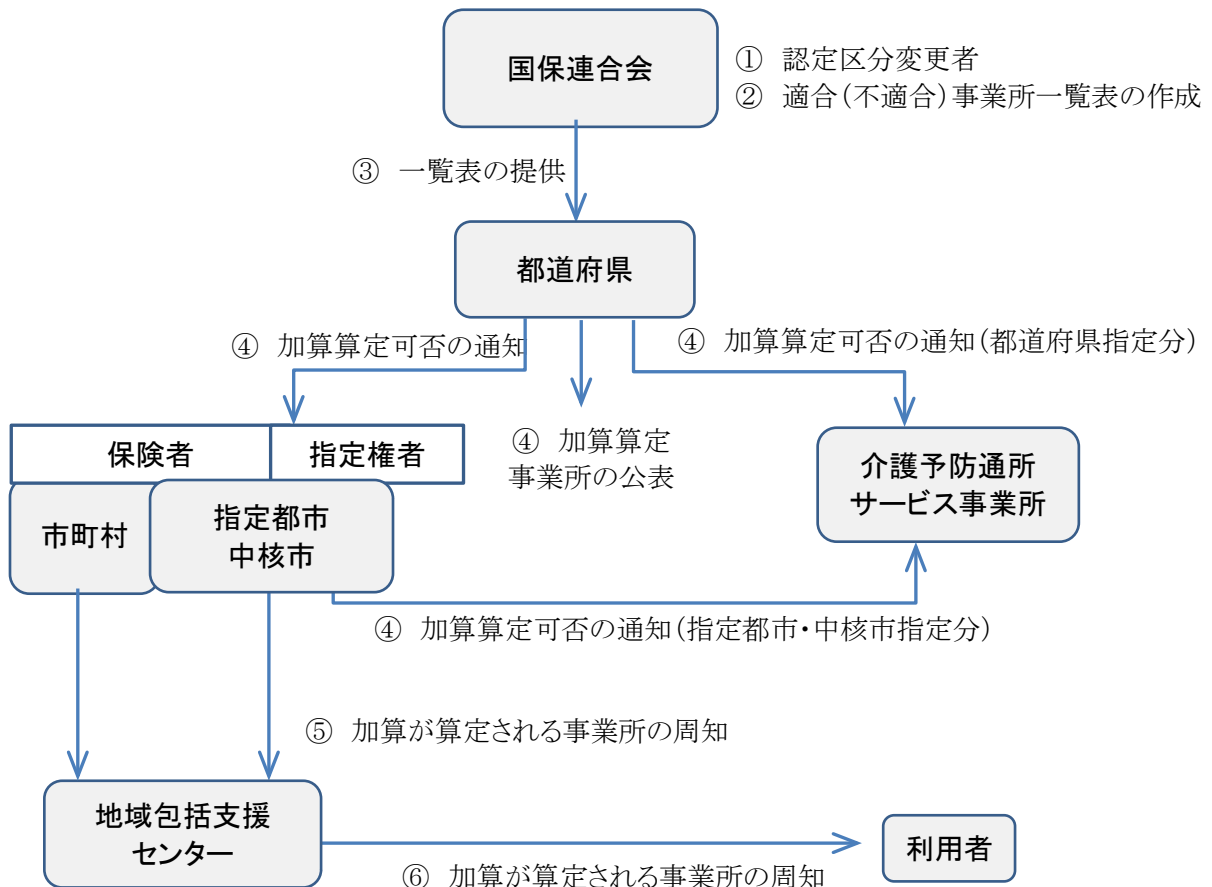 国保連合会
① 認定区分変更者
② 適合(不適合)事業所一覧表の作成
③ 一覧表の提供
都道府県
④ 加算算定可否の通知
④ 加算算定可否の通知(都道府県指定分)
保険者
指定権者
④ 加算算定
事業所の公表
介護予防通所
サービス事業所
市町村
指定都市
中核市
④ 加算算定可否の通知(指定都市・中核市指定分)
⑤ 加算が算定される事業所の周知
地域包括支援
センター
利用者
⑥ 加算が算定される事業所の周知